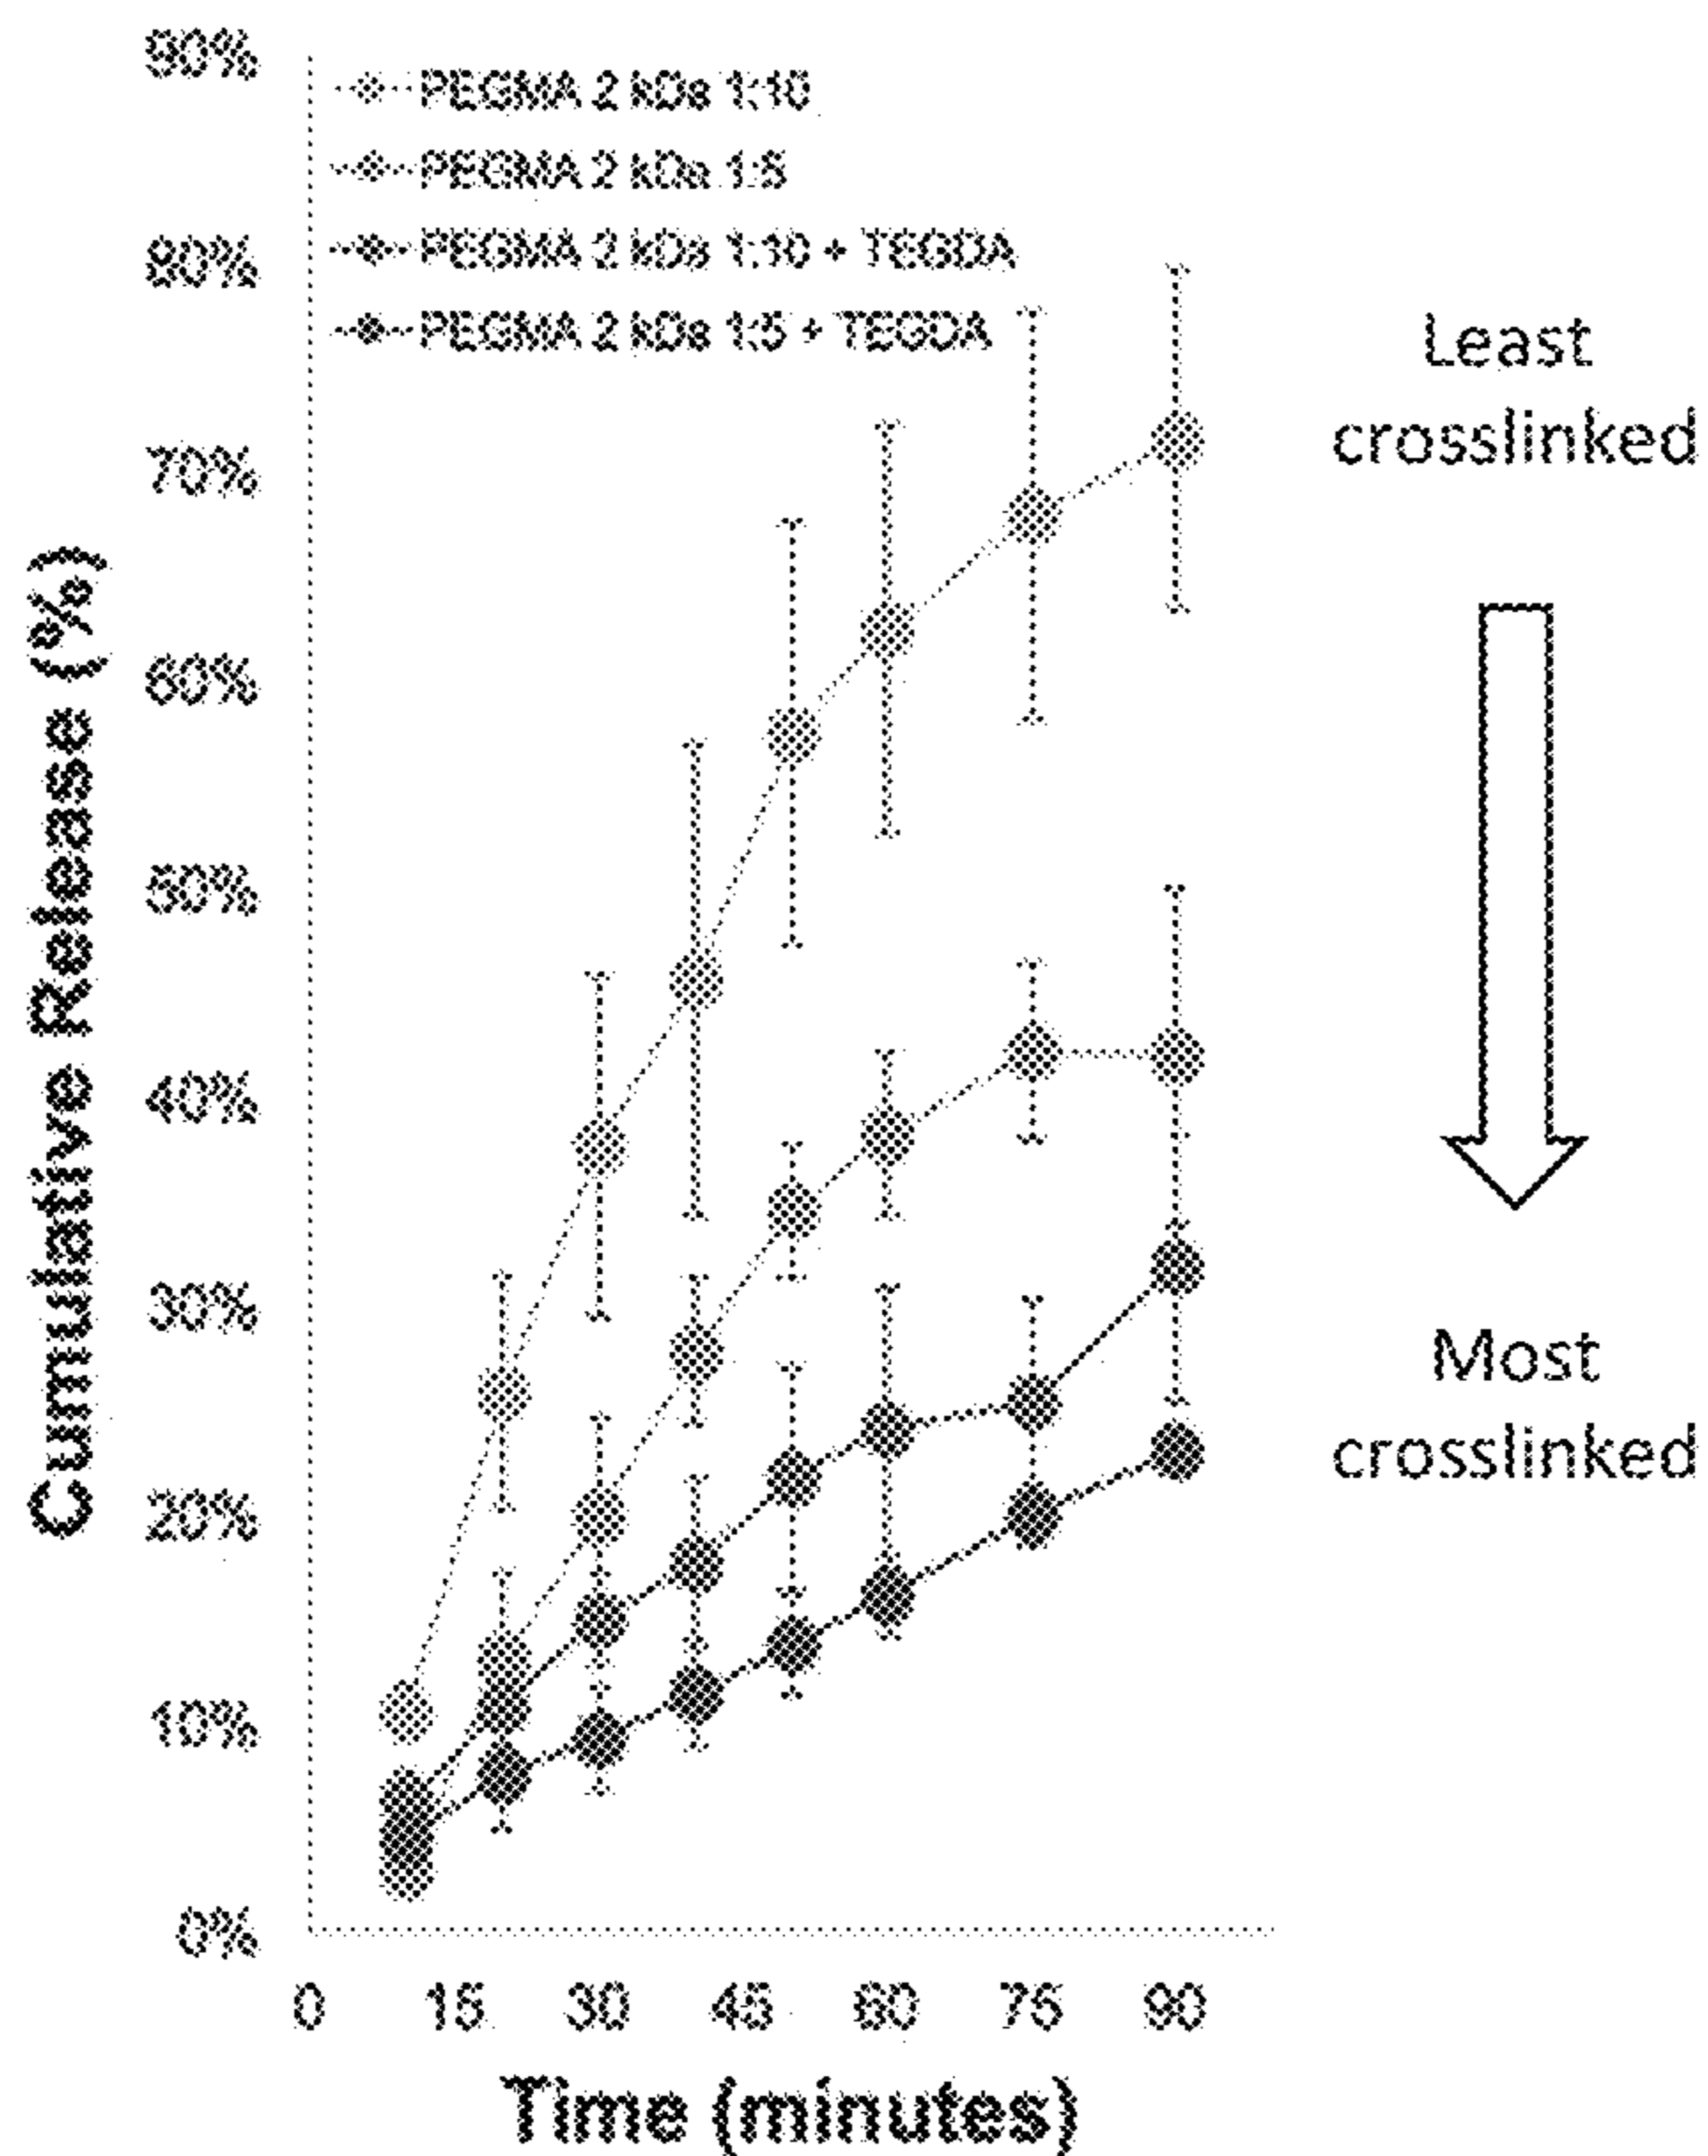 90%
80%
70%
60%
50%
40%
30%
20%
10%
0%
Cumulative Release (%)
PEGMA 2 kDa 1:10
PEGMA 2 kDa 1:5
PEGMA 2 kDa 1:10 + TEGDA
PEGMA 2 kDa 1:5 + TEGDA
Least
crosslinked
Most
crosslinked
0 15 30 45 60 75 90
Time (minutes)